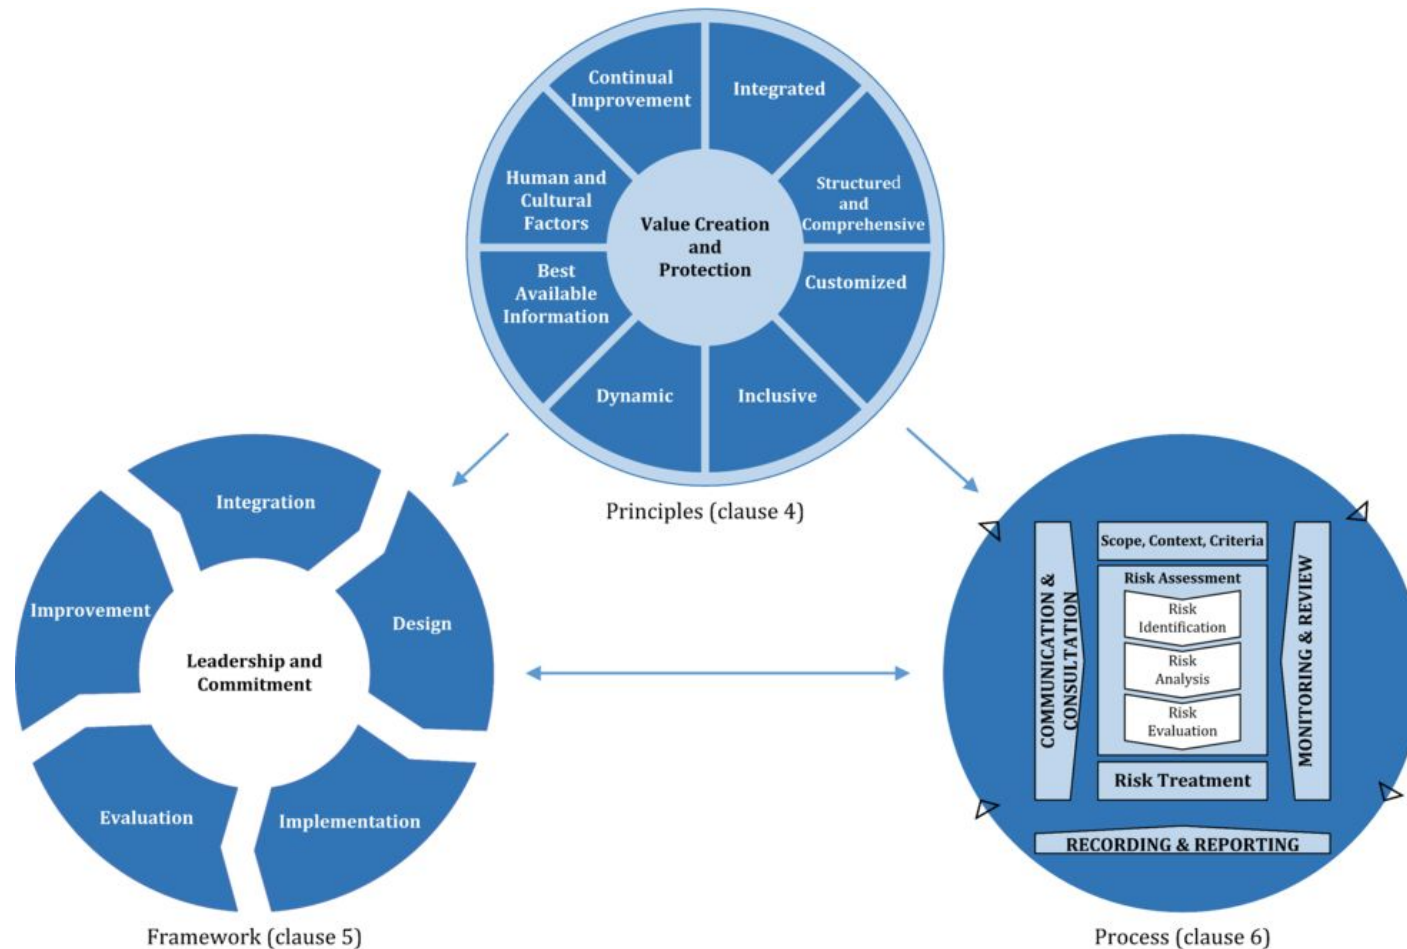 Continual
Improvement
Integrated
Structured
and
Comprehensive
Customized
Inclusive
Dynamic
Best
Available
Information
Human and
Cultural
Factors
Value Creation
and
Protection
Principles (clause 4)
Integration
Design
Implementation
Evaluation
Improvement
Leadership and
Commitment
Framework (clause 5)
Scope, Context, Criteria
Risk Assessment
Risk
Identification
Risk
Analysis
Risk
Evaluation
Risk Treatment
COMMUNICATION &
CONSULTATION
MONITORING & REVIEW
RECORDING & REPORTING
Process (clause 6)